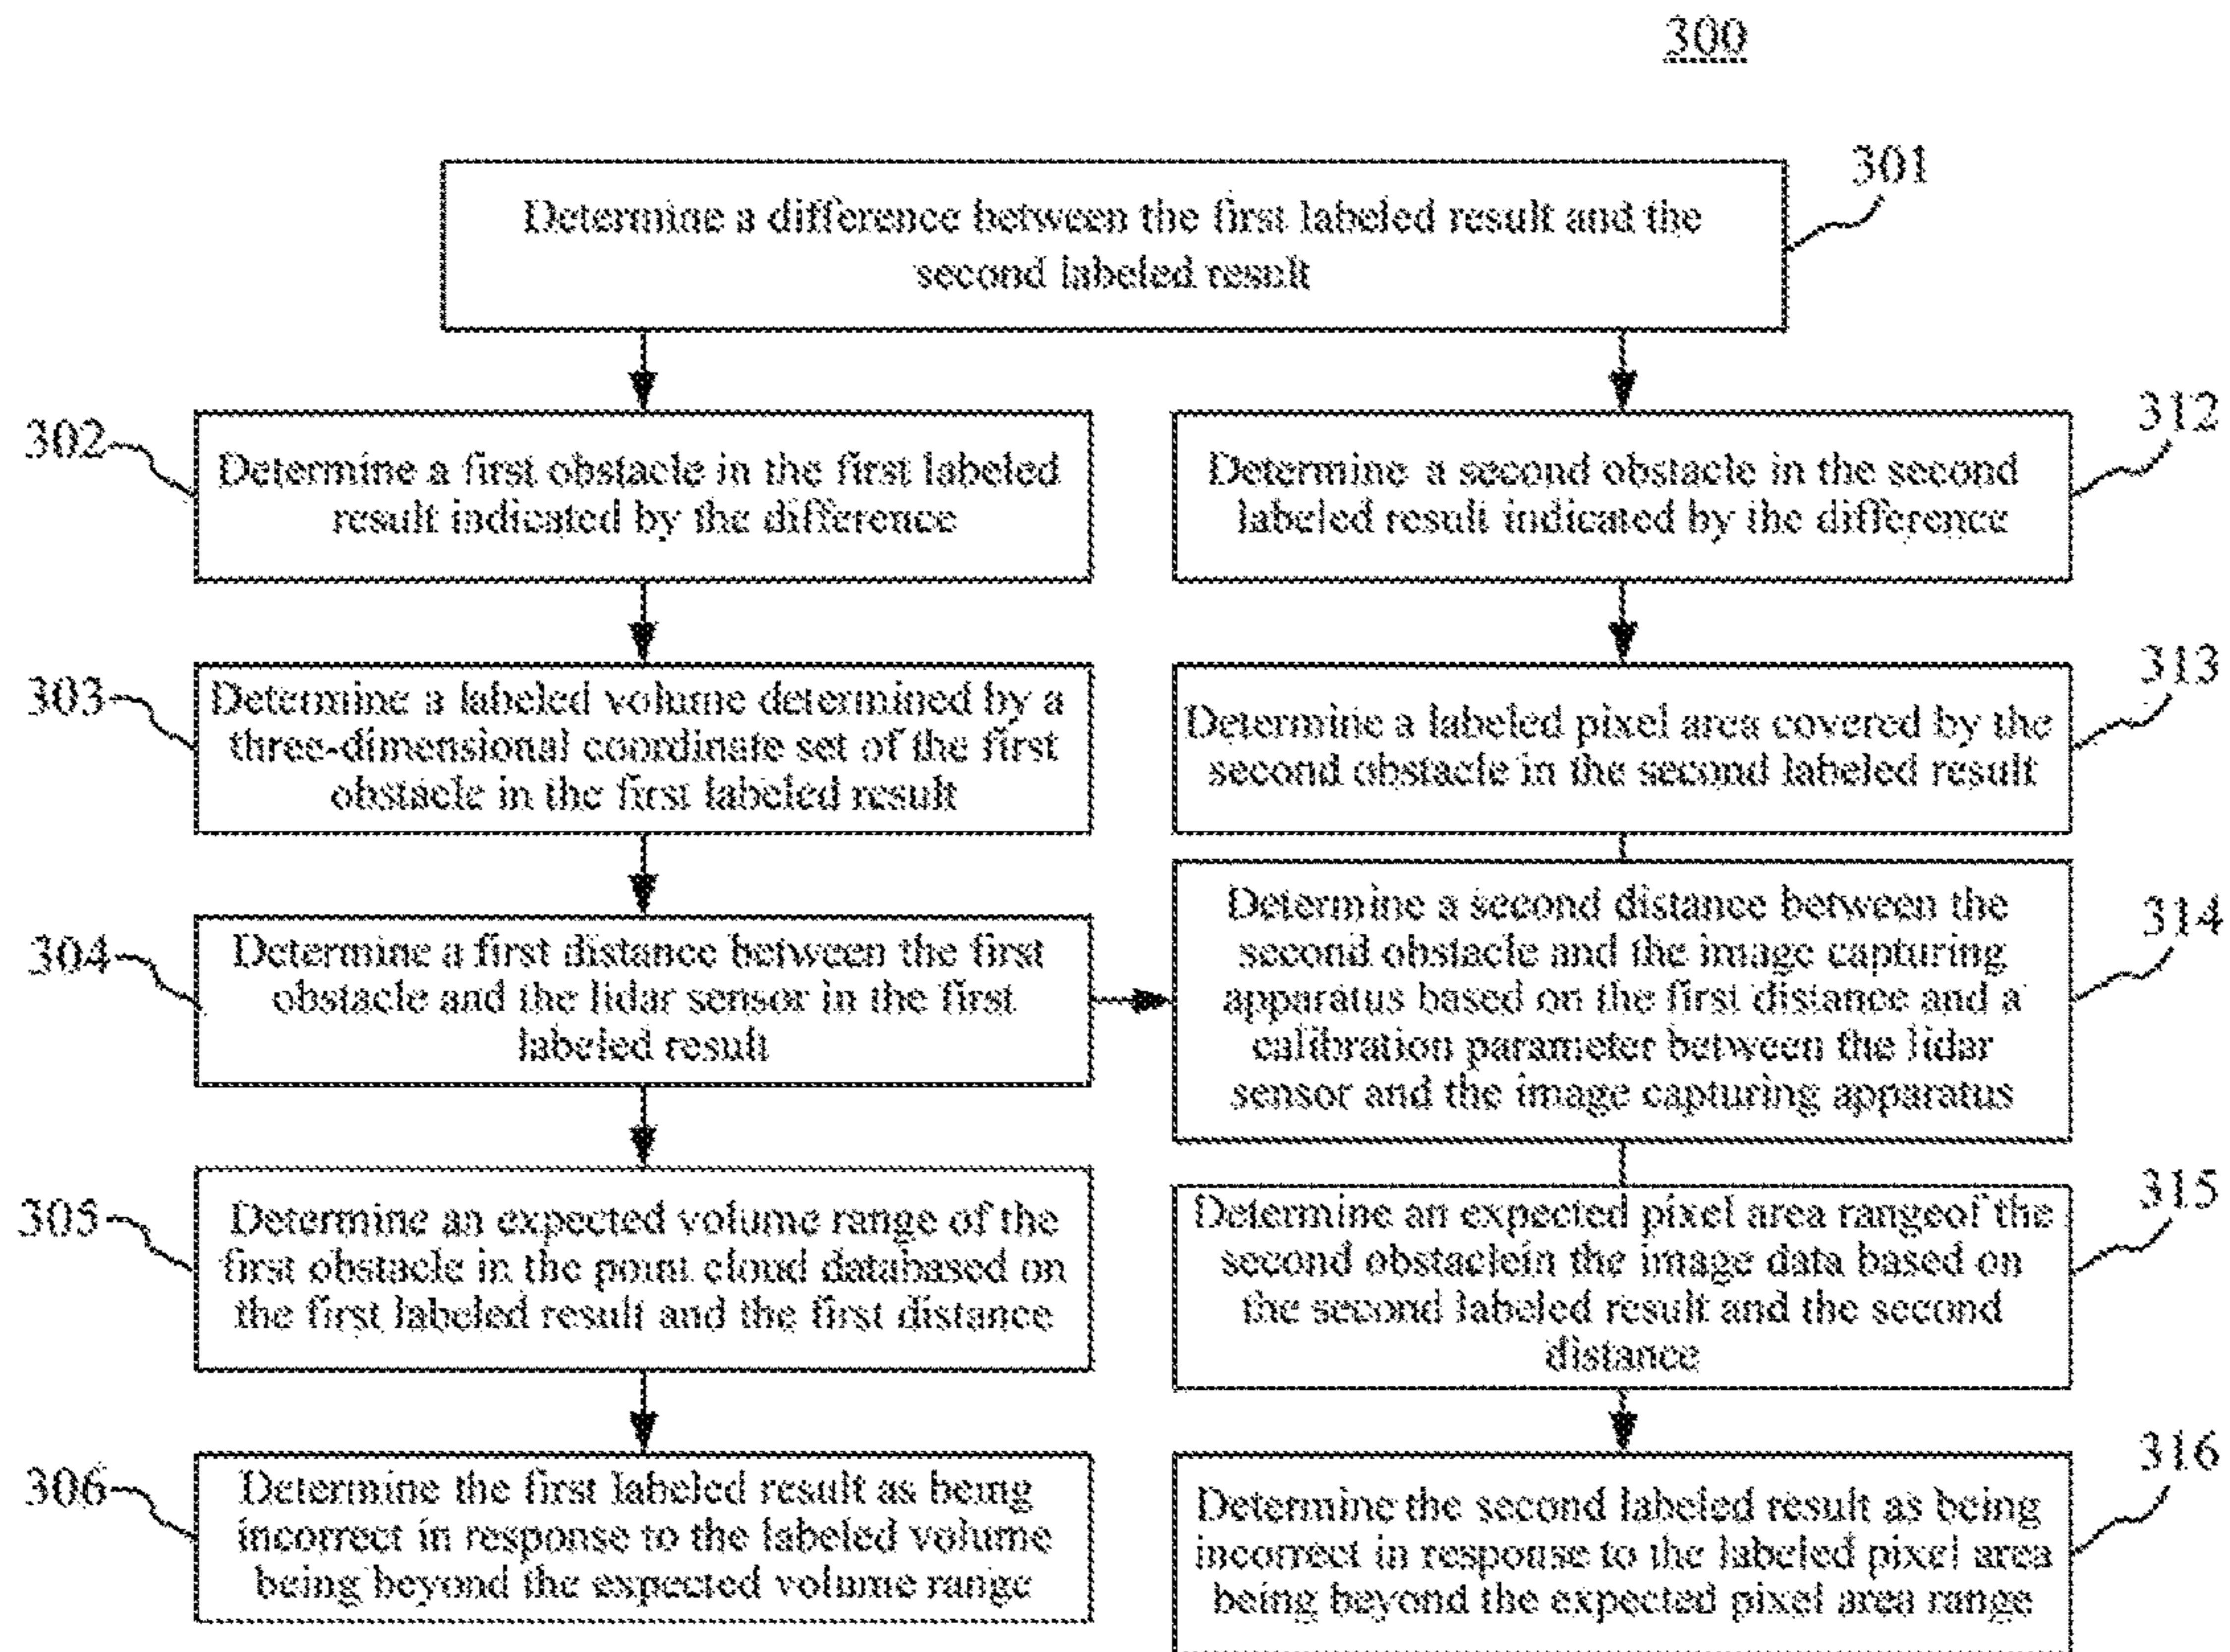 300
301
Determine a difference between the first labeled result and the
second labeled result
302
Determine a first obstacle in the first labeled
result indicated by the difference
312
Determine a second obstacle in the second
labeled result indicated by the difference
303
Determine a labeled volume determined by a
three-dimensional coordinate set of the first
obstacle in the first labeled result
313
Determine a labeled pixel area covered by the
second obstacle in the second labeled result
304
Determine a first distance between the first
obstacle and the lidar sensor in the first
labeled result
314
Determine a second distance between the
second obstacle and the image capturing
apparatus based on the first distance and a
calibration parameter between the lidar
sensor and the image capturing apparatus
305
Determine an expected volume range of the
first obstacle in the point cloud databased on
the first labeled result and the first distance
315
Determine an expected pixel area rangeof the
second obstaclein the image data based on
the second labeled result and the second
distance
306
Determine the first labeled result as being
incorrect in response to the labeled volume
being beyond the expected volume range
316
Determine the second labeled result as being
incorrect in response to the labeled pixel area
being beyond the expected pixel area range